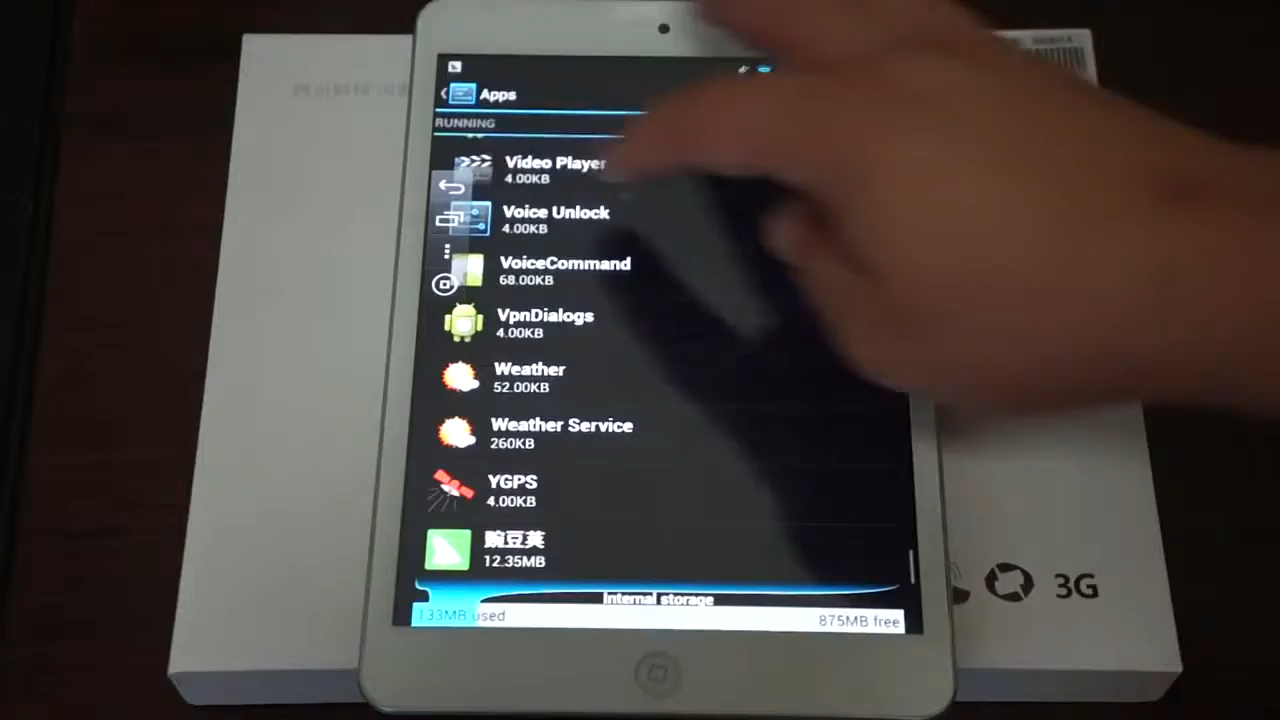 Apps
RUNNING
Video Player
4.00KB
Voice Unlock
4.00KB
VoiceCommand
68.00KB
VpnDialogs
4.00KB
Weather
52.00KB
Weather Service
260KB
YGPS
4.00KB
豌豆荚
12.35MB
3G
Internal storage
133MB used
875MB free